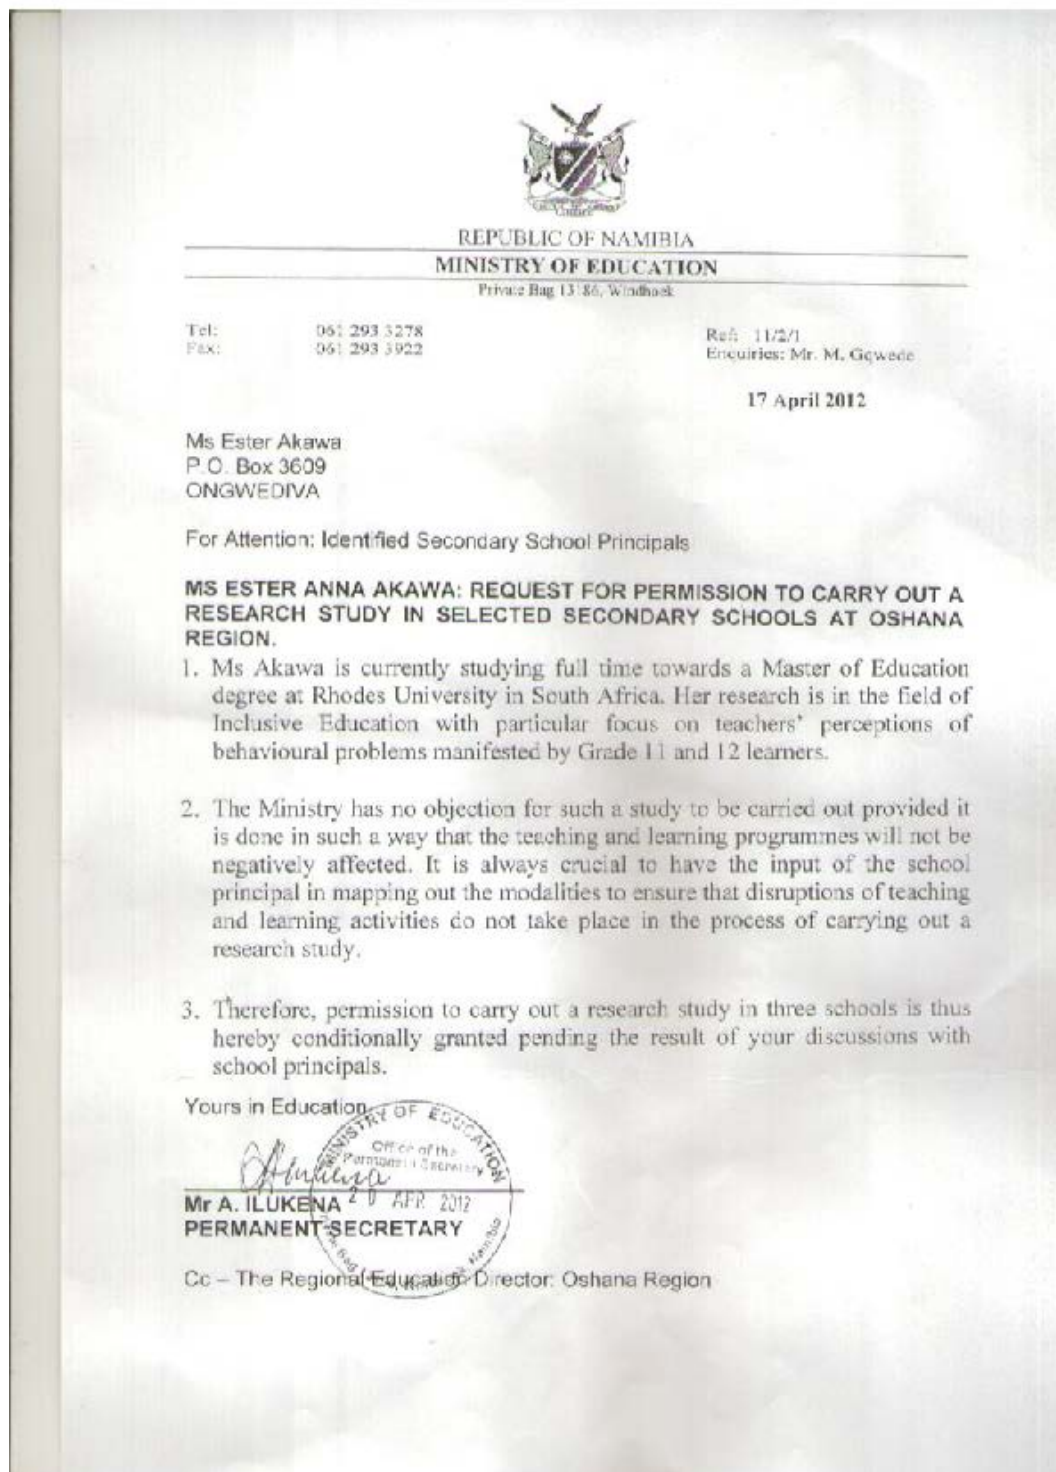 REPUBLIC OF NAMIBIA
MINISTRY OF EDUCATION
Private Bag 13186, Windhoek
Tel: 061 293 3278
Fax: 061 293 3922
Ref: 11/2/1
Enquiries: Mr. M. Gqwede
17 April 2012
Ms Ester Akawa
P.O. Box 3609
ONGWEDIVA
For Attention: Identified Secondary School Principals
MS ESTER ANNA AKAWA: REQUEST FOR PERMISSION TO CARRY OUT A
RESEARCH STUDY IN SELECTED SECONDARY SCHOOLS AT OSHANA
REGION.
1. Ms Akawa is currently studying full time towards a Master of Education
degree at Rhodes University in South Africa. Her research is in the field of
Inclusive Education with particular focus on teachers' perceptions of
behavioural problems manifested by Grade 11 and 12 learners.
2. The Ministry has no objection for such a study to be carried out provided it
is done in such a way that the teaching and learning programmes will not be
negatively affected. It is always crucial to have the input of the school
principal in mapping out the modalities to ensure that disruptions of teaching
and learning activities do not take place in the process of carrying out a
research study.
3. Therefore, permission to carry out a research study in three schools is thus
hereby conditionally granted pending the result of your discussions with
school principals.
Yours in Education
MINISTRY OF EDUCATION
Office of the
Permanent Secretary
20 APR 2012
Mr A. ILUKENA
PERMANENT SECRETARY
Cc – The Regional Education Director: Oshana Region